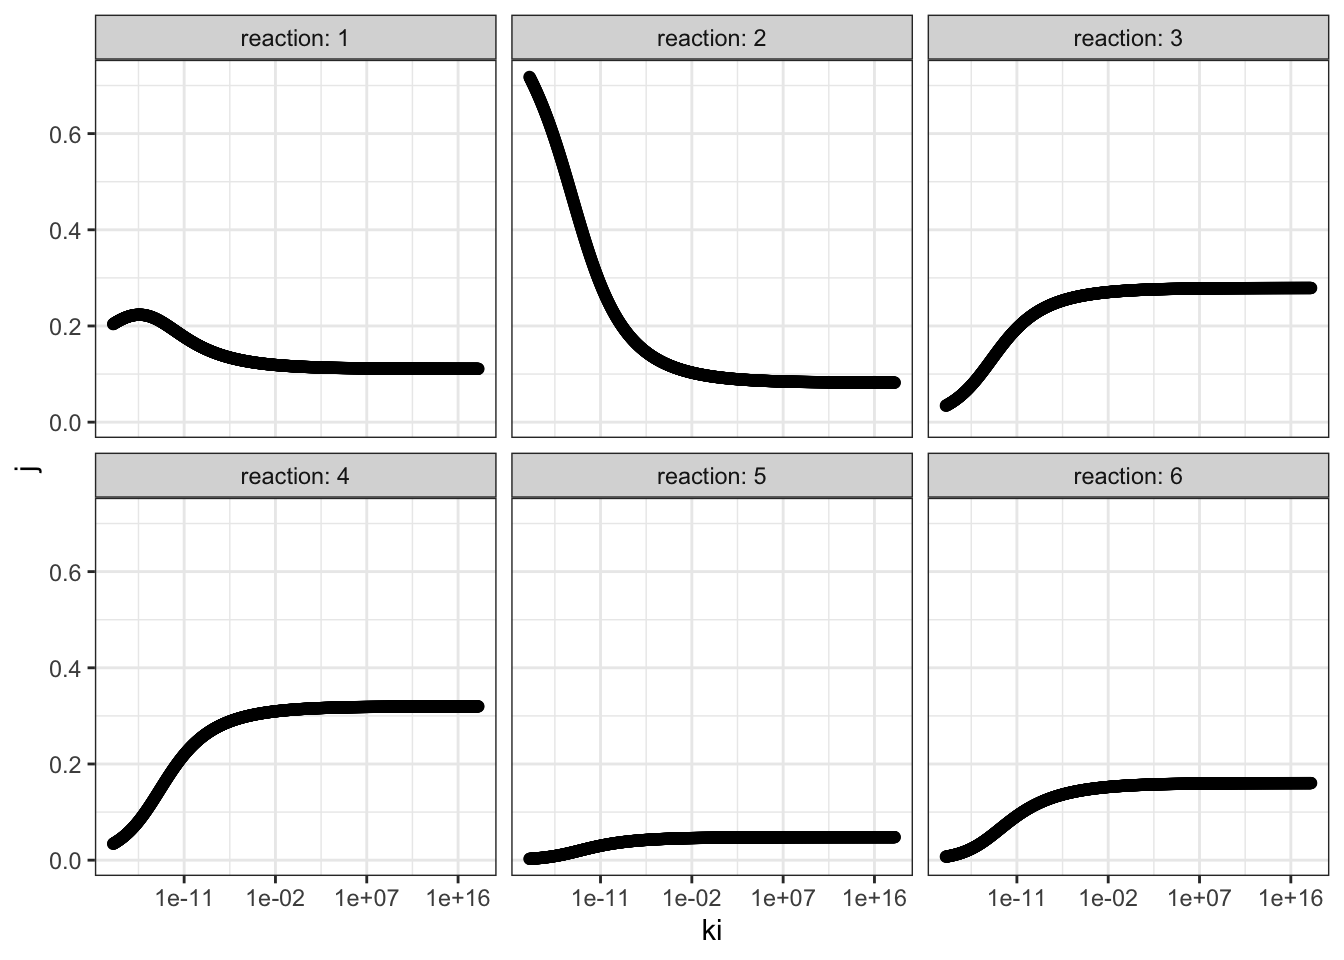 reaction: 1
reaction: 2
reaction: 3
0.6
0.4
0.2
0.0
j
reaction: 4
reaction: 5
reaction: 6
0.6
0.4
0.2
0.0
1e-11 1e-02 1e+07 1e+16
1e-11 1e-02 1e+07 1e+16
1e-11 1e-02 1e+07 1e+16
ki